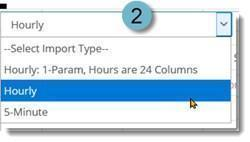 2
Hourly
--Select Import Type--
Hourly: 1-Param, Hours are 24 Columns
Hourly
5-Minute